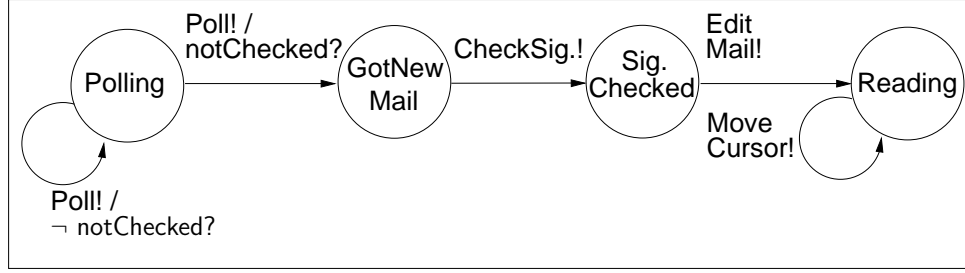 Polling
Poll! /
notChecked?
GotNew
Mail
CheckSig.!
Sig.
Checked
Edit
Mail!
Reading
Move
Cursor!
Poll! /
¬ notChecked?